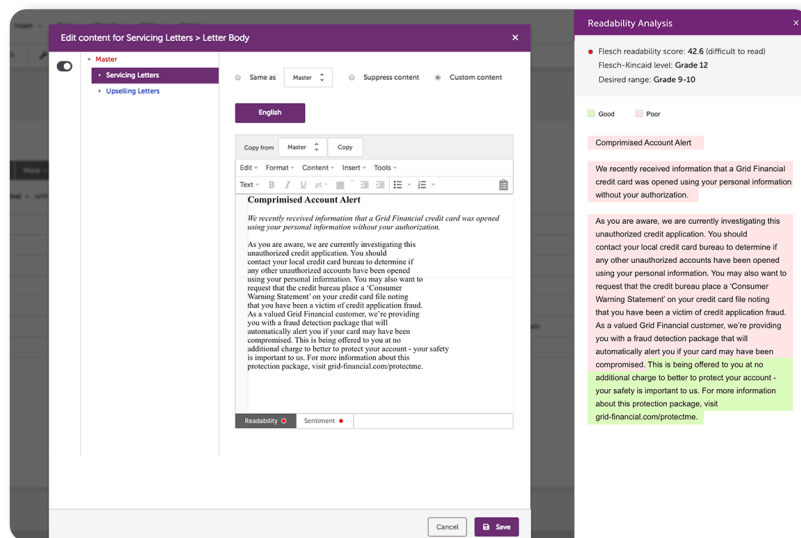 Edit content for Servicing Letters > Letter Body
×
Master
Servicing Letters
Upselling Letters
Same as
Master
Suppress content
Custom content
English
Copy from
Master
Copy
Edit
Format
Content
Insert
Tools
Text
B
I
U
pt
Comprimised Account Alert
We recently received information that a Grid Financial credit card was opened
using your personal information without your authorization.
As you are aware, we are currently investigating this
unauthorized credit application. You should
contact your local credit card bureau to determine if
any other unauthorized accounts have been opened
using your personal information. You may also want to
request that the credit bureau place a ‘Consumer
Warning Statement’ on your credit card file noting
that you have been a victim of credit application fraud.
As a valued Grid Financial customer, we’re providing
you with a fraud detection package that will
automatically alert you if your card may have been
compromised. This is being offered to you at no
additional charge to better to protect your account - your safety
is important to us. For more information about this
protection package, visit grid-financial.com/protectme.
Readability
Sentiment
Cancel
Save
Readability Analysis
×
Flesch readability score: 42.6 (difficult to read)
Flesch-Kincaid level: Grade 12
Desired range: Grade 9-10
Good
Poor
Comprimised Account Alert
We recently received information that a Grid Financial
credit card was opened using your personal information
without your authorization.
As you are aware, we are currently investigating this
unauthorized credit application. You should
contact your local credit card bureau to determine if
any other unauthorized accounts have been opened
using your personal information. You may also want to
request that the credit bureau place a ‘Consumer
Warning Statement’ on your credit card file noting
that you have been a victim of credit application fraud.
As a valued Grid Financial customer, we’re providing
you with a fraud detection package that will
automatically alert you if your card may have been
compromised. This is being offered to you at no
additional charge to better to protect your account -
your safety is important to us. For more information
about this protection package, visit
grid-financial.com/protectme.